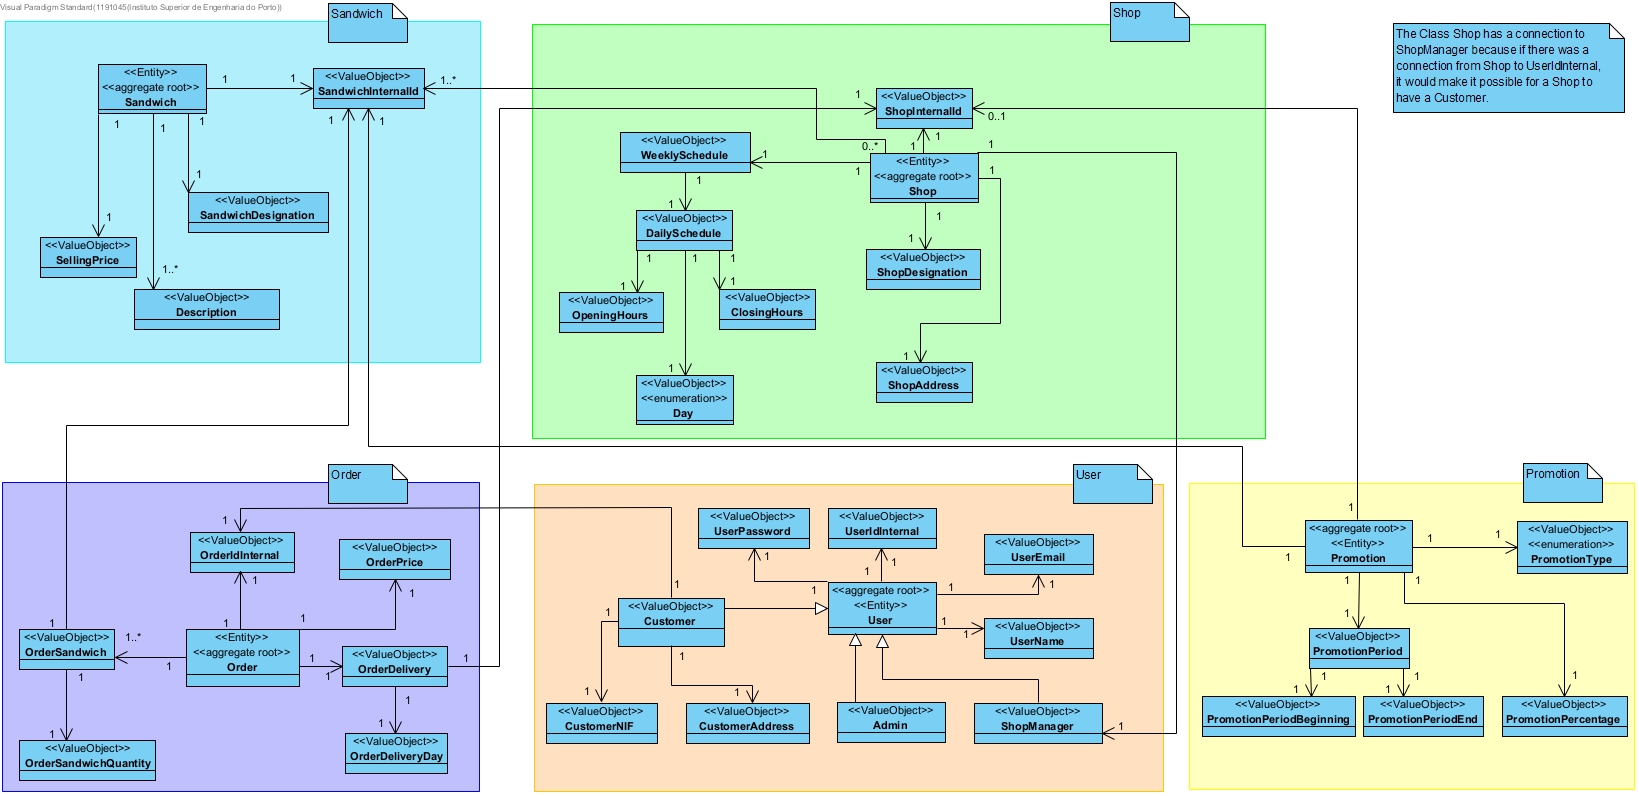 Visual Paradigm Standard(1191045(Instituto Superior de Engenharia do Porto))
Sandwich
<<Entity>>
<<aggregate root>>
Sandwich
1
1
<<ValueObject>>
SandwichInternalId
1..*
1
1
1
1
1
1
<<ValueObject>>
SandwichDesignation
1
<<ValueObject>>
SellingPrice
1..*
<<ValueObject>>
Description
Shop
1
<<ValueObject>>
ShopInternalId
0..1
1
1
0..*
1
<<ValueObject>>
WeeklySchedule
1
1
<<Entity>>
<<aggregate root>>
Shop
1
1
1
<<ValueObject>>
DailySchedule
1
1
<<ValueObject>>
ShopDesignation
1
1
1
1
1
<<ValueObject>>
OpeningHours
<<ValueObject>>
ClosingHours
1
<<ValueObject>>
<<enumeration>>
Day
1
<<ValueObject>>
ShopAddress
The Class Shop has a connection to
ShopManager because if there was a
connection from Shop to UserIdInternal,
it would make it possible for a Shop to
have a Customer.
Order
1
<<ValueObject>>
OrderIdInternal
<<ValueObject>>
OrderPrice
1
1
1
1
<<ValueObject>>
OrderSandwich
1..*
1
<<Entity>>
<<aggregate root>>
Order
1
1
<<ValueObject>>
OrderDelivery
1
1
1
1
1
<<ValueObject>>
OrderSandwichQuantity
<<ValueObject>>
OrderDeliveryDay
User
<<ValueObject>>
UserPassword
<<ValueObject>>
UserIdInternal
<<ValueObject>>
UserEmail
1
1
1
1
1
1
1
<<ValueObject>>
Customer
<<aggregate root>>
<<Entity>>
User
1
1
<<ValueObject>>
UserName
1
1
1
<<ValueObject>>
CustomerNIF
<<ValueObject>>
CustomerAddress
<<ValueObject>>
Admin
<<ValueObject>>
ShopManager
1
Promotion
1
<<aggregate root>>
<<Entity>>
Promotion
1
1
1
<<ValueObject>>
<<enumeration>>
PromotionType
1
1
1
<<ValueObject>>
PromotionPeriod
1
1
1
1
1
<<ValueObject>>
PromotionPeriodBeginning
<<ValueObject>>
PromotionPeriodEnd
<<ValueObject>>
PromotionPercentage